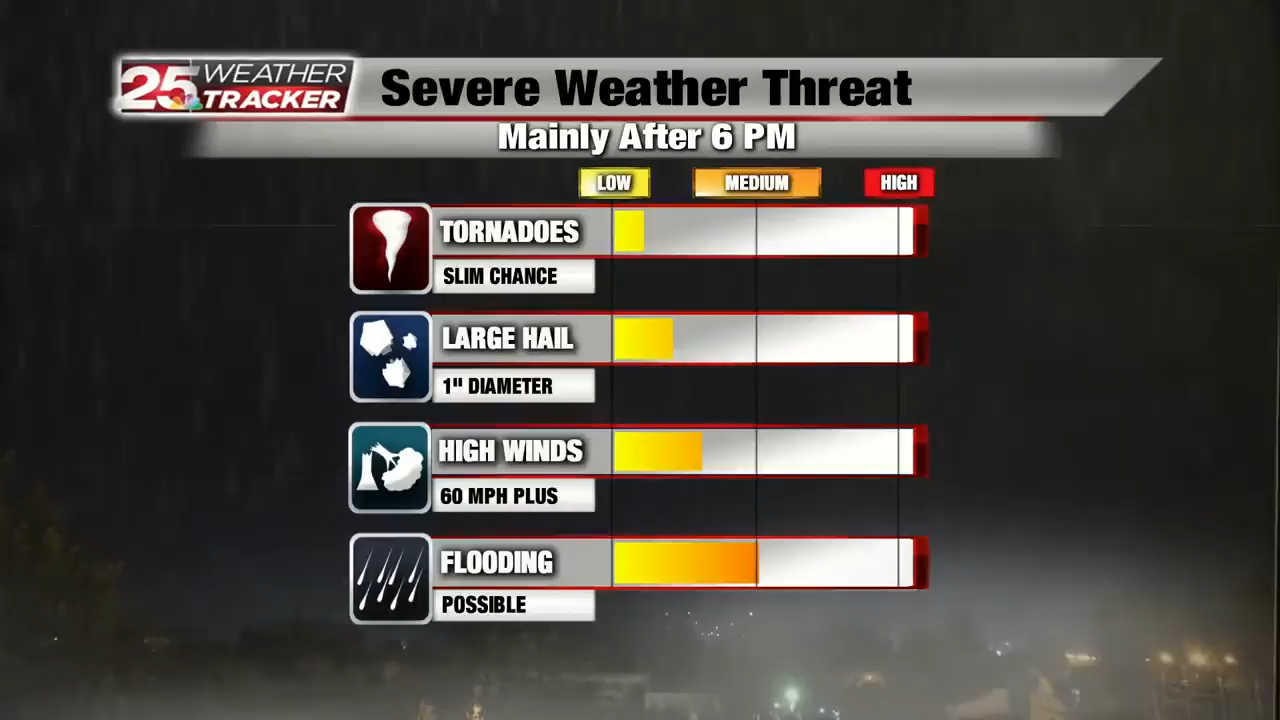 25 WEATHER
TRACKER
Severe Weather Threat
Mainly After 6 PM
LOW MEDIUM HIGH
TORNADOES
SLIM CHANCE
LARGE HAIL
1" DIAMETER
HIGH WINDS
60 MPH PLUS
FLOODING
POSSIBLE